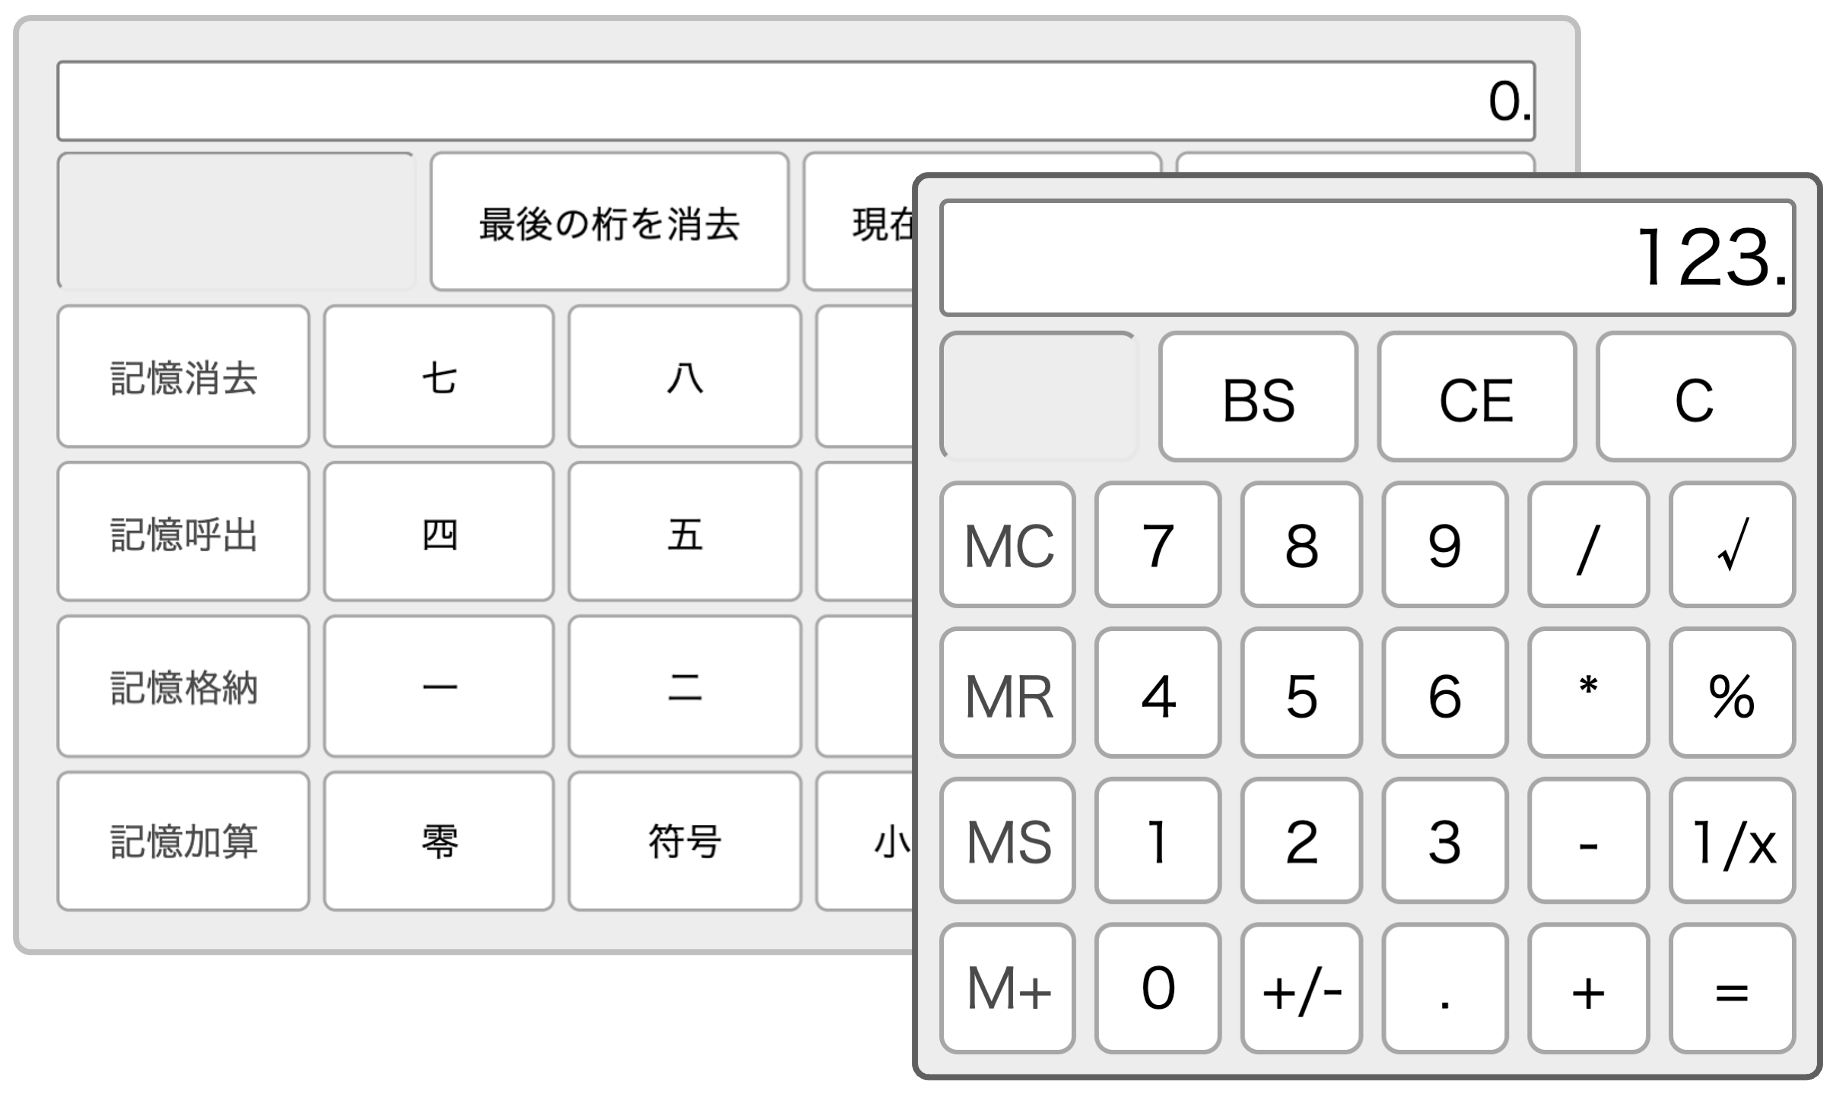 0.
最後の桁を消去 現在
記憶消去 七 八
記憶呼出 四 五
記憶格納 一 二
記憶加算 零 符号 小
123.
BS CE C
MC 7 8 9 / √
MR 4 5 6 * %
MS 1 2 3 - 1/x
M+ 0 +/- . + =